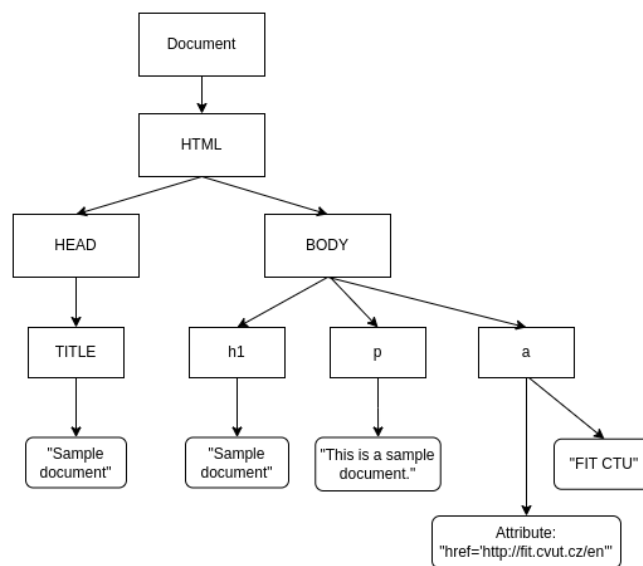 Document
HTML
HEAD
BODY
TITLE
h1
p
a
"Sample
document"
"Sample
document"
"This is a sample
document."
"FIT CTU"
Attribute:
"href='http://fit.cvut.cz/en'"